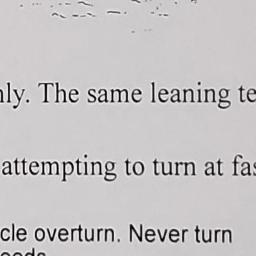 nly. The same leaning te
attempting to turn at fas
cle overturn. Never turn